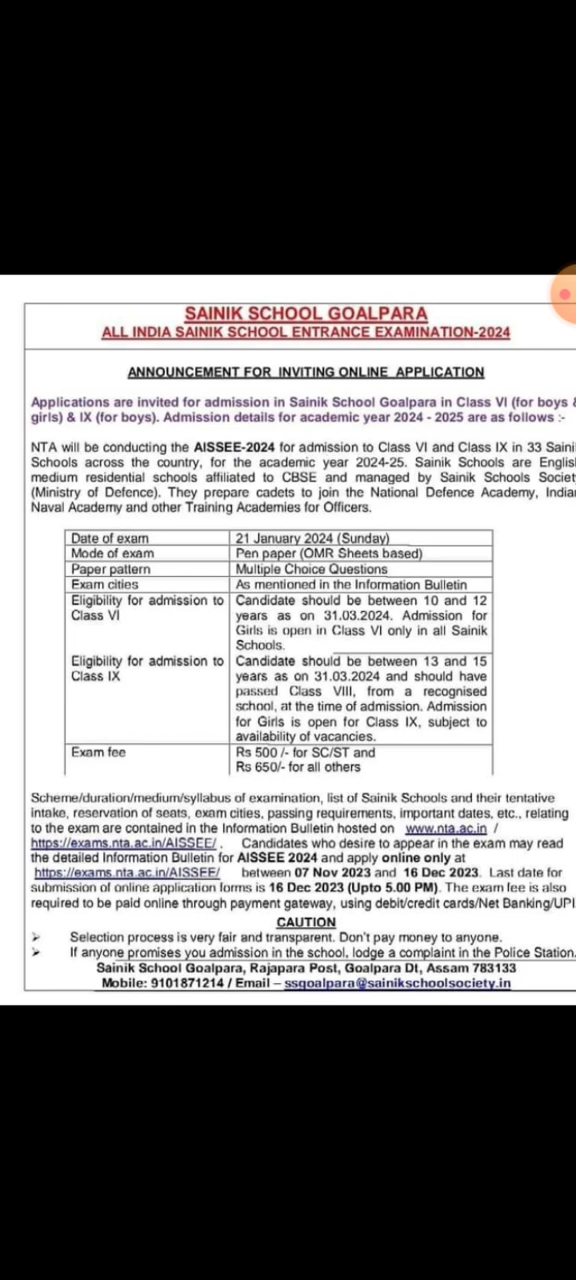 SAINIK SCHOOL GOALPARA
ALL INDIA SAINIK SCHOOL ENTRANCE EXAMINATION-2024
ANNOUNCEMENT FOR INVITING ONLINE APPLICATION
Applications are invited for admission in Sainik School Goalpara in Class VI (for boys &
girls) & IX (for boys). Admission details for academic year 2024 - 2025 are as follows :-
NTA will be conducting the AISSEE-2024 for admission to Class VI and Class IX in 33 Saini
Schools across the country, for the academic year 2024-25. Sainik Schools are English
medium residential schools affiliated to CBSE and managed by Sainik Schools Society
(Ministry of Defence). They prepare cadets to join the National Defence Academy, Indian
Naval Academy and other Training Academies for Officers.
Date of exam 21 January 2024 (Sunday)
Mode of exam Pen paper (OMR Sheets based)
Paper pattern Multiple Choice Questions
Exam cities As mentioned in the Information Bulletin
Eligibility for admission to Candidate should be between 10 and 12
Class VI years as on 31.03.2024. Admission for
Girls is open in Class VI only in all Sainik
Schools.
Eligibility for admission to Candidate should be between 13 and 15
Class IX years as on 31.03.2024 and should have
passed Class VIII, from a recognised
school, at the time of admission. Admission
for Girls is open for Class IX, subject to
availability of vacancies.
Exam fee Rs 500 /- for SC/ST and
Rs 650/- for all others
Scheme/duration/medium/syllabus of examination, list of Sainik Schools and their tentative
intake, reservation of seats, exam cities, passing requirements, important dates, etc., relating
to the exam are contained in the Information Bulletin hosted on www.nta.ac.in /
https://exams.nta.ac.in/AISSEE/. Candidates who desire to appear in the exam may read
the detailed Information Bulletin for AISSEE 2024 and apply online only at
https://exams.nta.ac.in/AISSEE/ between 07 Nov 2023 and 16 Dec 2023. Last date for
submission of online application forms is 16 Dec 2023 (Upto 5.00 PM). The exam fee is also
required to be paid online through payment gateway, using debit/credit cards/Net Banking/UPI.
CAUTION
➢ Selection process is very fair and transparent. Don't pay money to anyone.
➢ If anyone promises you admission in the school, lodge a complaint in the Police Station.
Sainik School Goalpara, Rajapara Post, Goalpara Dt, Assam 783133
Mobile: 9101871214 / Email – ssgoalpara@sainikschoolsociety.in